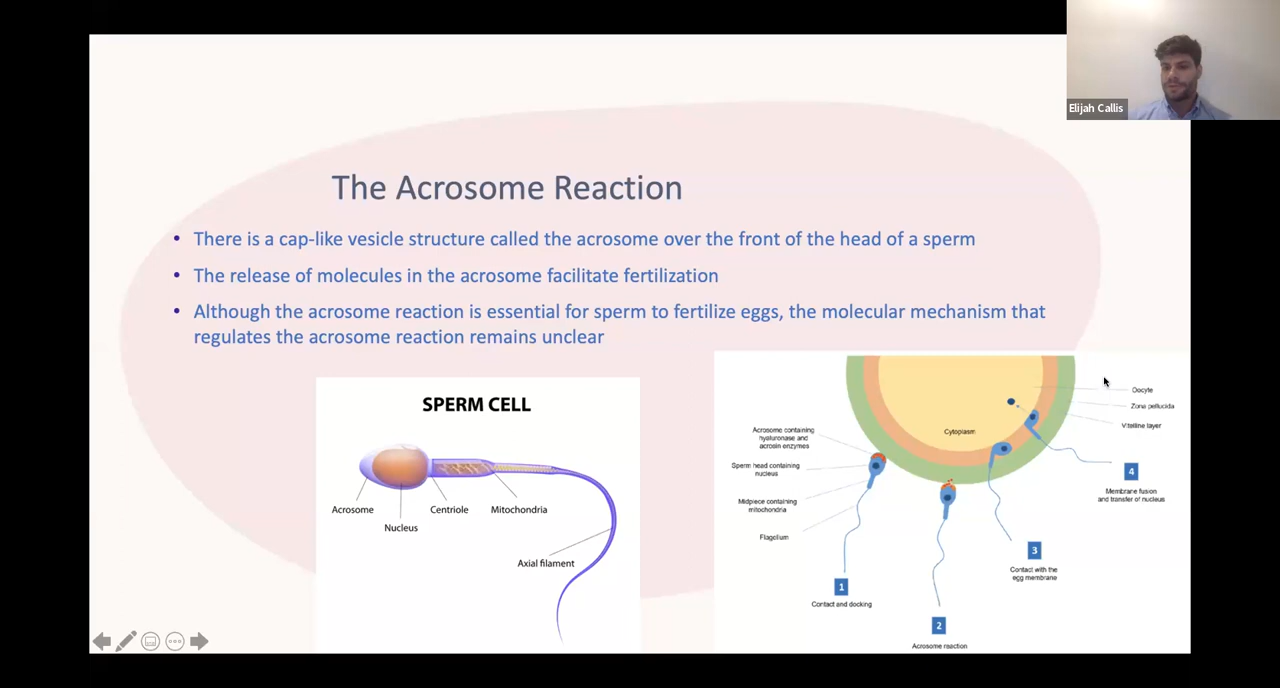 Elijah Callis
The Acrosome Reaction
• There is a cap-like vesicle structure called the acrosome over the front of the head of a sperm
• The release of molecules in the acrosome facilitate fertilization
• Although the acrosome reaction is essential for sperm to fertilize eggs, the molecular mechanism that
regulates the acrosome reaction remains unclear
SPERM CELL
Acrosome
Nucleus
Centriole
Mitochondria
Axial filament
Oocyte
Zona pellucida
Vitelline layer
Cytoplasm
Acrosome containing
hyaluronase and
acrosin enzymes
Sperm head containing
nucleus
Midpiece containing
mitochondria
Flagellum
1
Contact and docking
2
Acrosome reaction
3
Contact with the
egg membrane
4
Membrane fusion
and transfer of nucleus